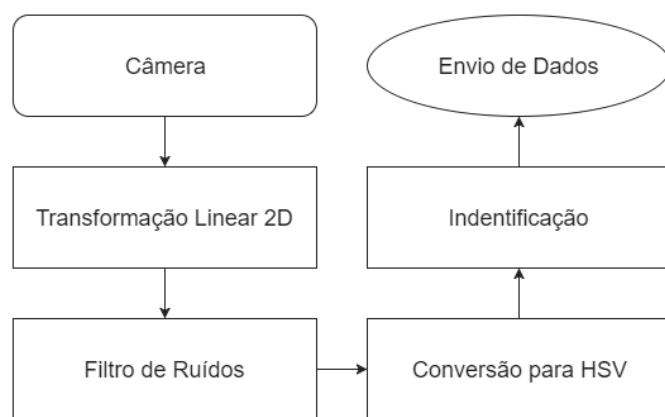 Câmera
Envio de Dados
Transformação Linear 2D
Indentificação
Filtro de Ruídos
Conversão para HSV